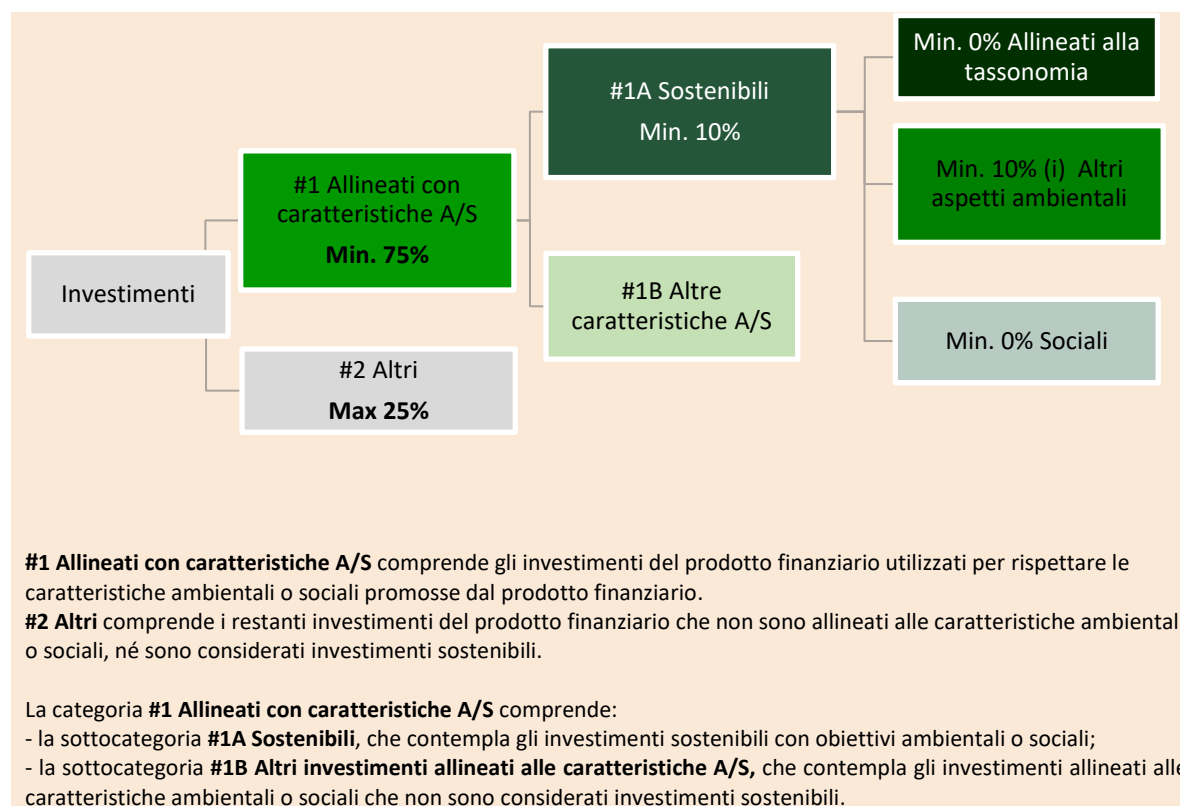 Investimenti
#1 Allineati con
caratteristiche A/S
Min. 75%
#2 Altri
Max 25%
#1A Sostenibili
Min. 10%
#1B Altre
caratteristiche A/S
Min. 0% Allineati alla
tassonomia
Min. 10% (i) Altri
aspetti ambientali
Min. 0% Sociali
#1 Allineati con caratteristiche A/S comprende gli investimenti del prodotto finanziario utilizzati per rispettare le
caratteristiche ambientali o sociali promosse dal prodotto finanziario.
#2 Altri comprende i restanti investimenti del prodotto finanziario che non sono allineati alle caratteristiche ambiental
o sociali, né sono considerati investimenti sostenibili.
La categoria #1 Allineati con caratteristiche A/S comprende:
- la sottocategoria #1A Sostenibili, che contempla gli investimenti sostenibili con obiettivi ambientali o sociali;
- la sottocategoria #1B Altri investimenti allineati alle caratteristiche A/S, che contempla gli investimenti allineati alle
caratteristiche ambientali o sociali che non sono considerati investimenti sostenibili.